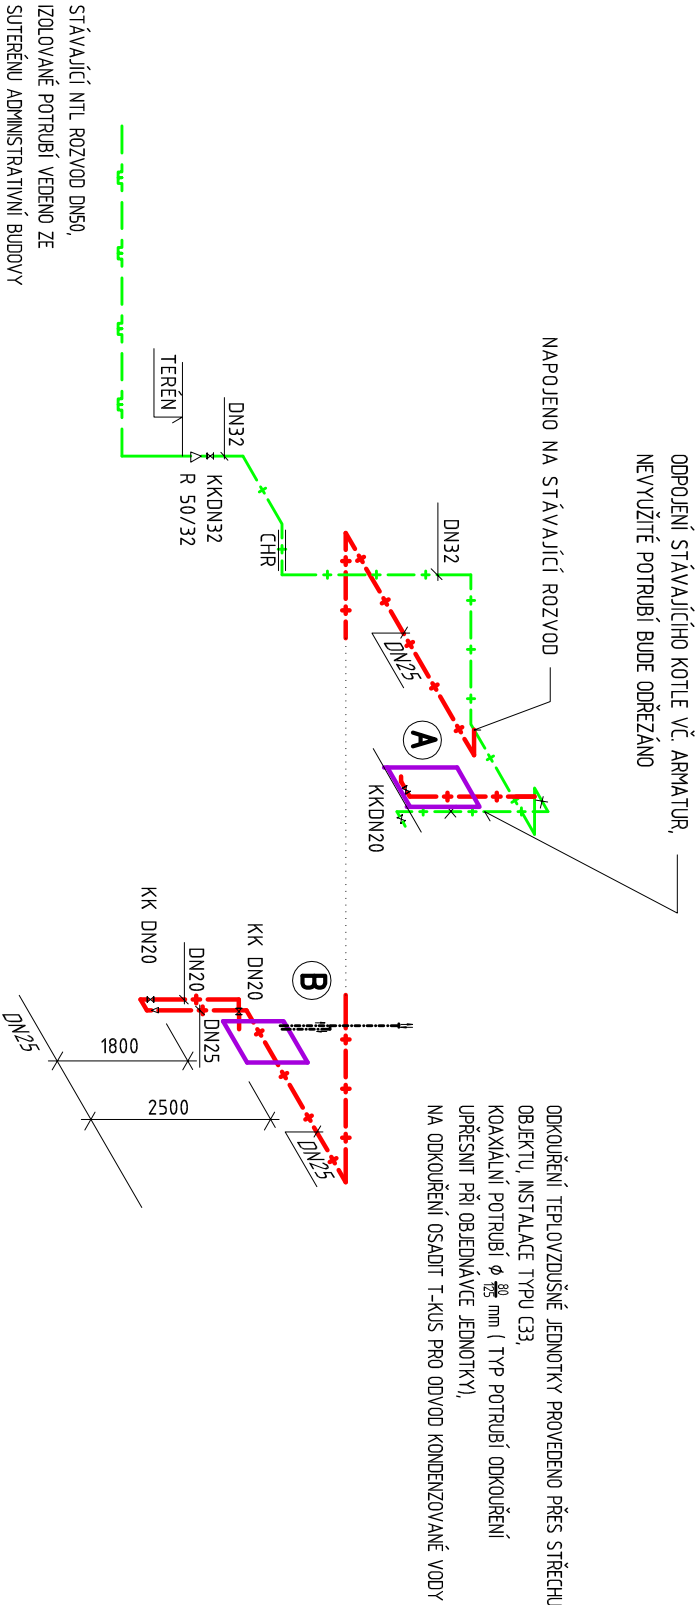 ODPOJENÍ STÁVAJÍCÍHO KOTLE VČ. ARMATUR,
NEVYUŽITÉ POTRUBÍ BUDE ODŘEZÁNO
NAPOJENO NA STÁVAJÍCÍ ROZVOD
STÁVAJÍCÍ NTL ROZVOD DN50,
IZOLOVANÉ POTRUBÍ VEDENO ZE
SUTERÉNU ADMINISTRATIVNÍ BUDOVY
TERÉN
DN32
KKDN32
R 50/32
CHR
DN32
DN25
A
KKDN20
B
KK DN20
KK DN20
DN20
DN25
DN25
1800
2500
DN25
ODKOUŘENÍ TEPLOVZDUŠNÉ JEDNOTKY PROVEDENO PŘES STŘECHU
OBJEKTU, INSTALACE TYPU C33,
KOAXIÁLNÍ POTRUBÍ Ø 80/125 mm ( TYP POTRUBÍ ODKOUŘENÍ
UPŘESNIT PŘI OBJEDNÁVCE JEDNOTKY),
NA ODKOUŘENÍ OSADIT T-KUS PRO ODVOD KONDENZOVANÉ VODY